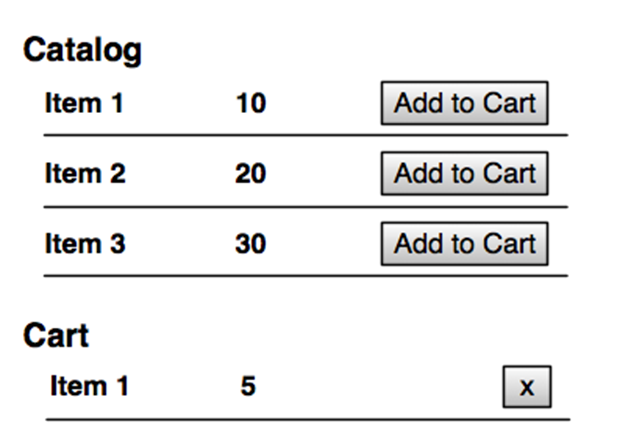 Catalog
Item 1 10 Add to Cart
Item 2 20 Add to Cart
Item 3 30 Add to Cart
Cart
Item 1 5 x